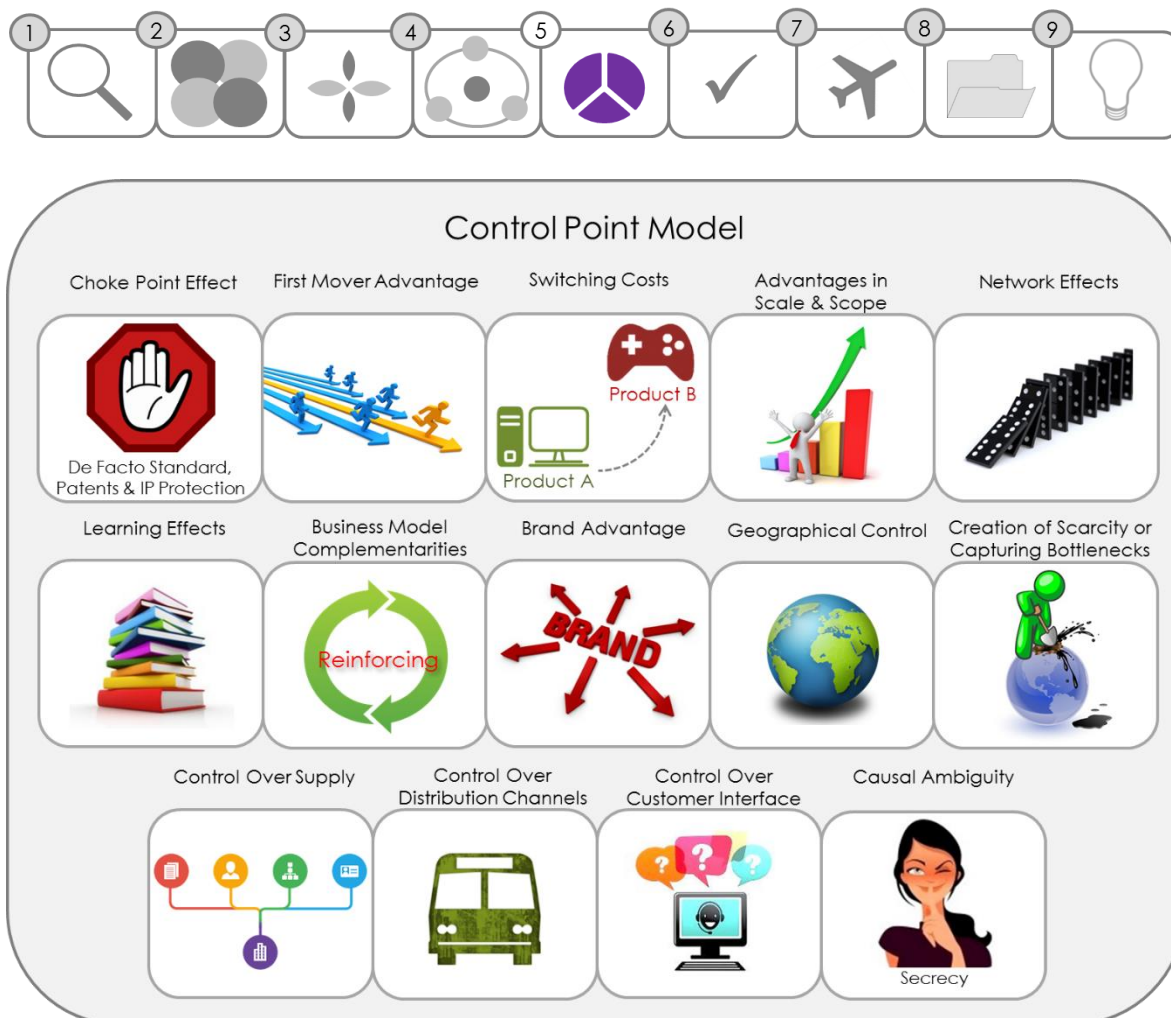 1
2
3
4
5
6
7
8
9
Control Point Model
Choke Point Effect
First Mover Advantage
Switching Costs
Advantages in
Scale & Scope
Network Effects
De Facto Standard,
Patents & IP Protection
Product B
Product A
Learning Effects
Business Model
Complementarities
Brand Advantage
Geographical Control
Creation of Scarcity or
Capturing Bottlenecks
Reinforcing
BRAND
Control Over Supply
Control Over
Distribution Channels
Control Over
Customer Interface
Causal Ambiguity
? ? ?
Secrecy